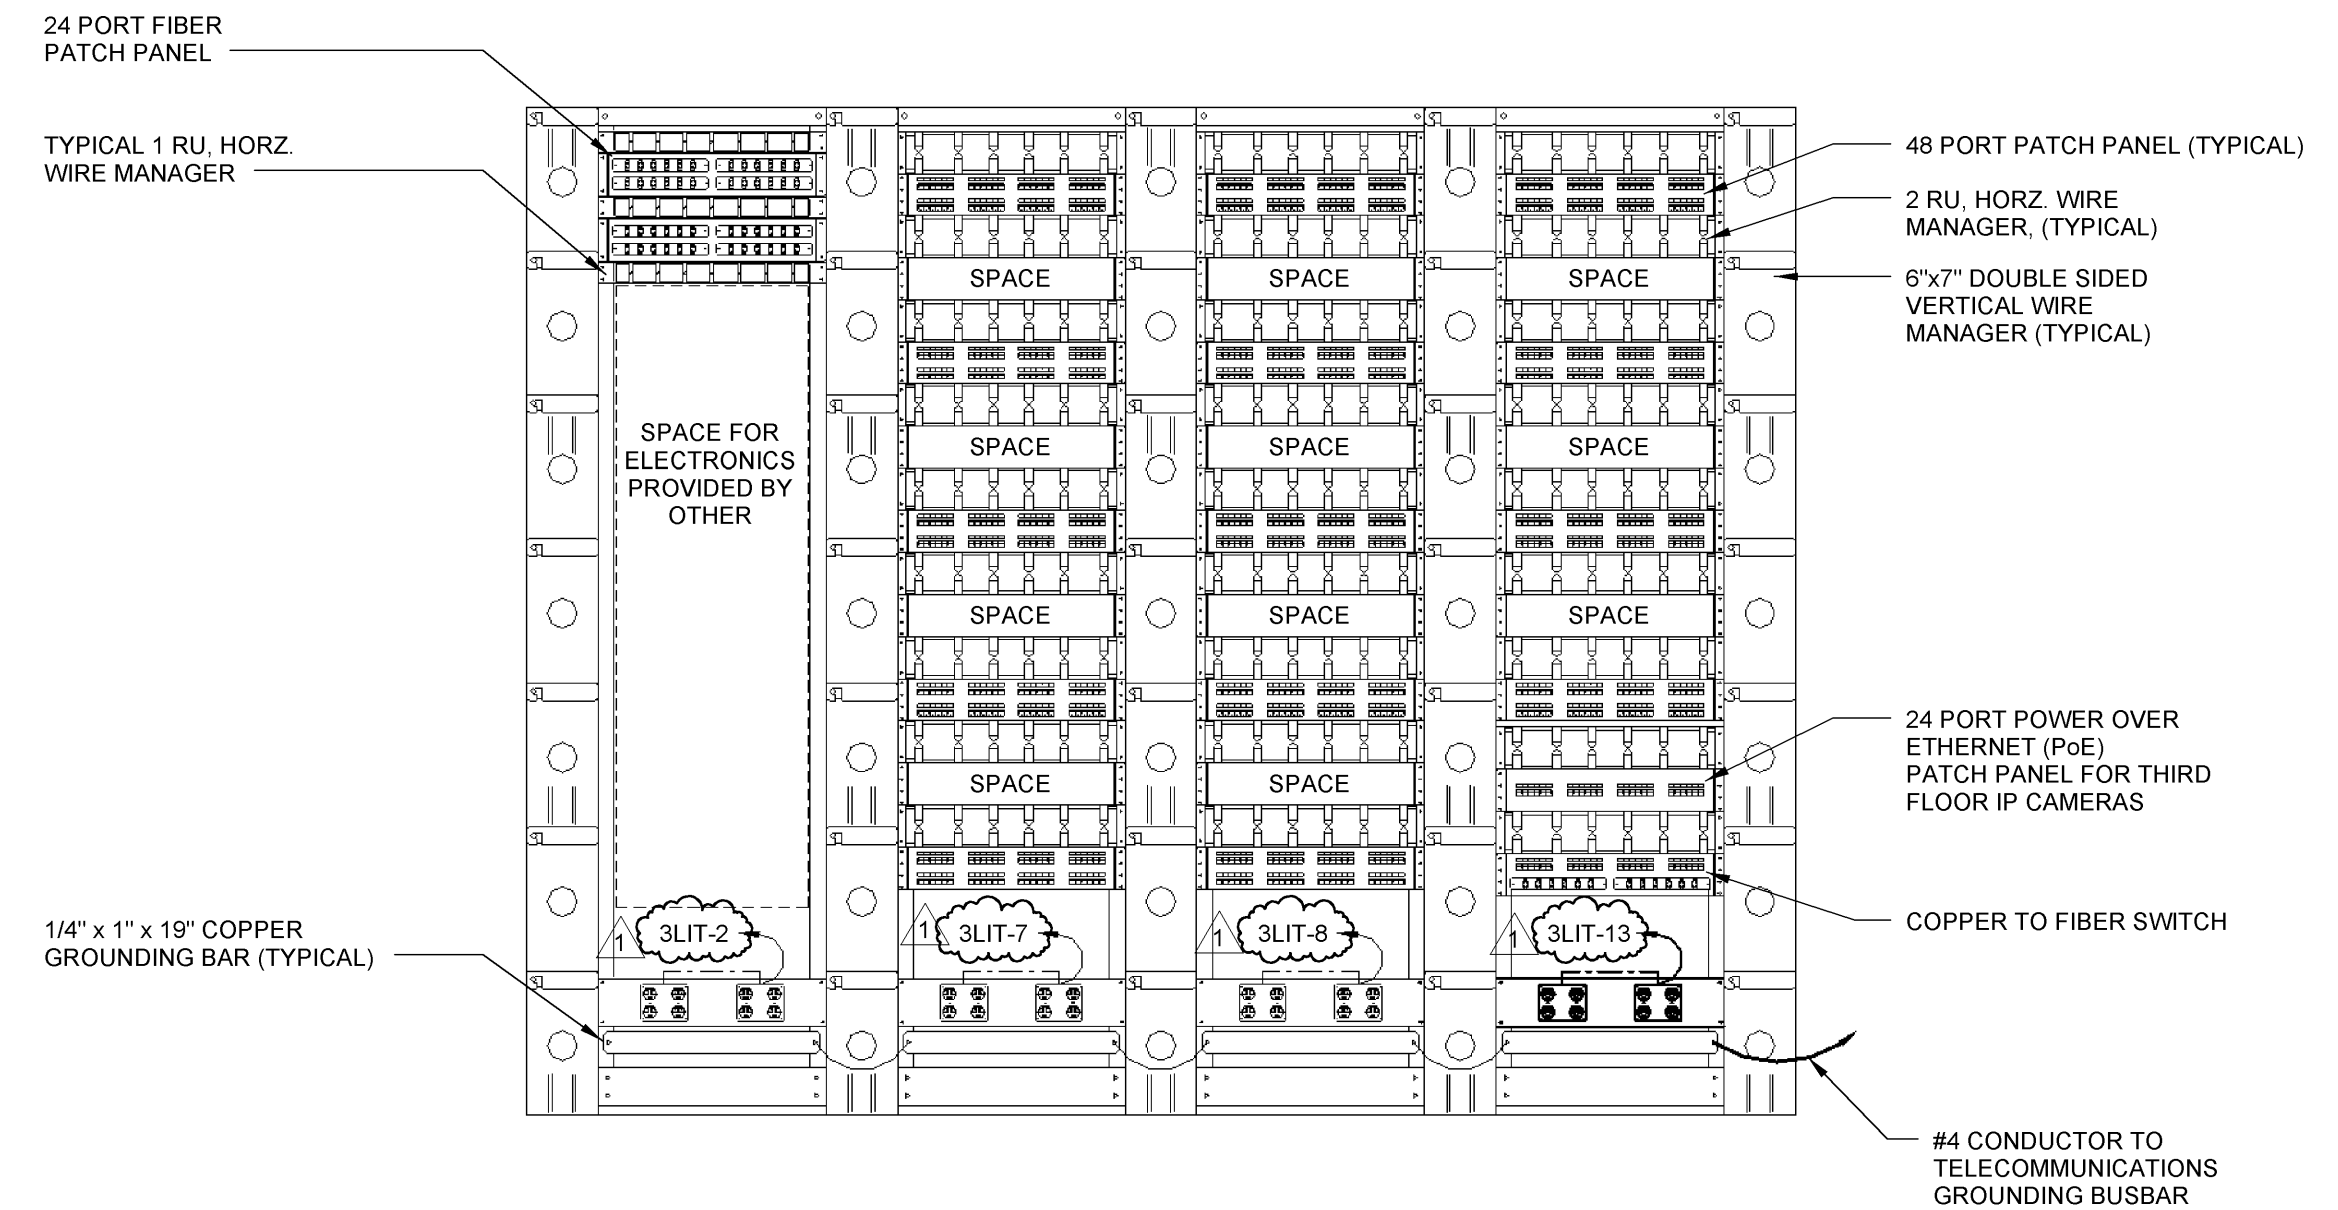 24 PORT FIBER
PATCH PANEL
TYPICAL 1 RU, HORZ.
WIRE MANAGER
48 PORT PATCH PANEL (TYPICAL)
2 RU, HORZ. WIRE
MANAGER, (TYPICAL)
6"x7" DOUBLE SIDED
VERTICAL WIRE
MANAGER (TYPICAL)
SPACE SPACE SPACE
SPACE FOR
ELECTRONICS
PROVIDED BY
OTHER
SPACE SPACE SPACE
SPACE SPACE SPACE
SPACE SPACE
24 PORT POWER OVER
ETHERNET (PoE)
PATCH PANEL FOR THIRD
FLOOR IP CAMERAS
COPPER TO FIBER SWITCH
1/4" x 1" x 19" COPPER
GROUNDING BAR (TYPICAL)
1 3LIT-2 1 3LIT-7 1 3LIT-8 1 3LIT-13
#4 CONDUCTOR TO
TELECOMMUNICATIONS
GROUNDING BUSBAR